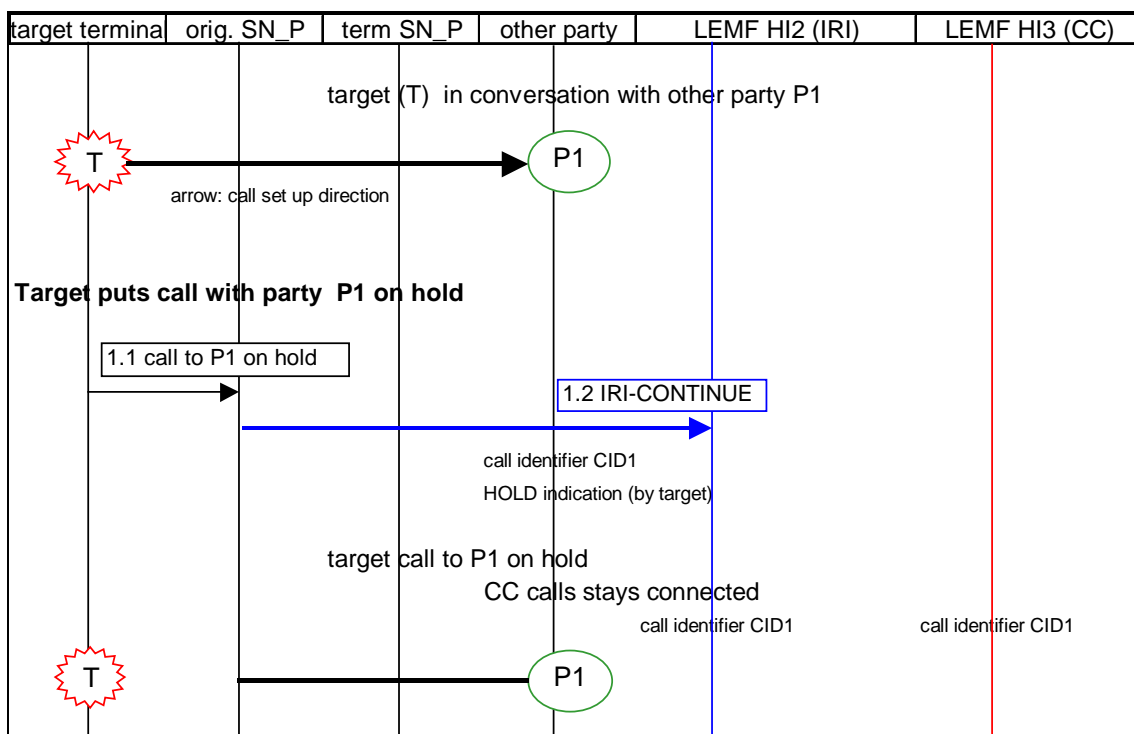 target terminal orig. SN_P term SN_P other party LEMF HI2 (IRI) LEMF HI3 (CC)
target (T) in conversation with other party P1
T P1
arrow: call set up direction
Target puts call with party P1 on hold
1.1 call to P1 on hold
1.2 IRI-CONTINUE
call identifier CID1
HOLD indication (by target)
target call to P1 on hold
CC calls stays connected
call identifier CID1 call identifier CID1
T P1